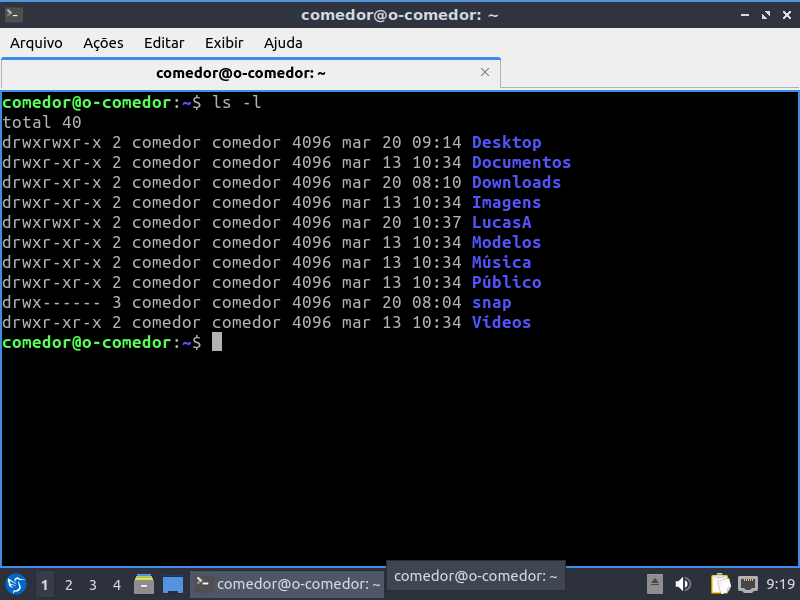 comedor@o-comedor: ~
Arquivo Ações Editar Exibir Ajuda
comedor@o-comedor: ~
comedor@o-comedor:~$ ls -l
total 40
drwxrwxr-x 2 comedor comedor 4096 mar 20 09:14 Desktop
drwxr-xr-x 2 comedor comedor 4096 mar 13 10:34 Documentos
drwxr-xr-x 2 comedor comedor 4096 mar 20 08:10 Downloads
drwxr-xr-x 2 comedor comedor 4096 mar 13 10:34 Imagens
drwxrwxr-x 2 comedor comedor 4096 mar 20 10:37 LucasA
drwxr-xr-x 2 comedor comedor 4096 mar 13 10:34 Modelos
drwxr-xr-x 2 comedor comedor 4096 mar 13 10:34 Música
drwxr-xr-x 2 comedor comedor 4096 mar 13 10:34 Público
drwx------ 3 comedor comedor 4096 mar 20 08:04 snap
drwxr-xr-x 2 comedor comedor 4096 mar 13 10:34 Vídeos
comedor@o-comedor:~$
1 2 3 4 comedor@o-comedor: ~ comedor@o-comedor: ~ 9:19